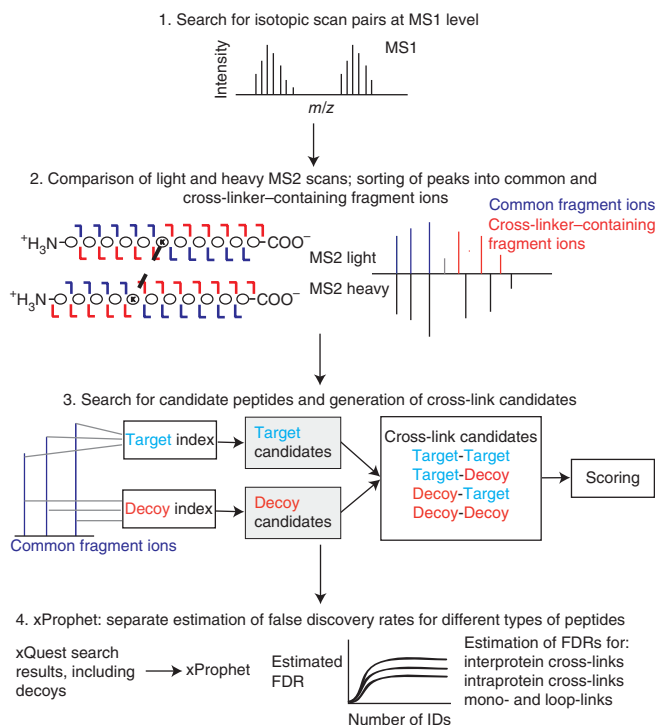 1. Search for isotopic scan pairs at MS1 level
MS1
Intensity
m/z
2. Comparison of light and heavy MS2 scans; sorting of peaks into common and
cross-linker–containing fragment ions
Common fragment ions
Cross-linker–containing
fragment ions
+H3N
K
COO−
MS2 light
MS2 heavy
+H3N
K
COO−
3. Search for candidate peptides and generation of cross-link candidates
Target index
Target
candidates
Decoy index
Decoy
candidates
Common fragment ions
Cross-link candidates
Target-Target
Target-Decoy
Decoy-Target
Decoy-Decoy
Scoring
4. xProphet: separate estimation of false discovery rates for different types of peptides
xQuest search
results, including
decoys
xProphet
Estimated
FDR
Number of IDs
Estimation of FDRs for:
interprotein cross-links
intraprotein cross-links
mono- and loop-links